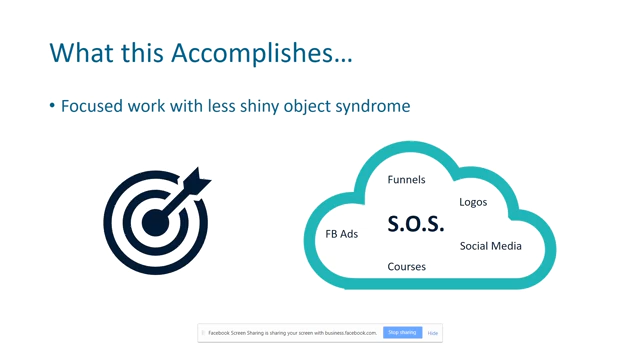 What this Accomplishes...
• Focused work with less shiny object syndrome
Funnels
Logos
S.O.S.
FB Ads
Social Media
Courses
Facebook Screen Sharing is sharing your screen with business.facebook.com.
Stop sharing
Hide